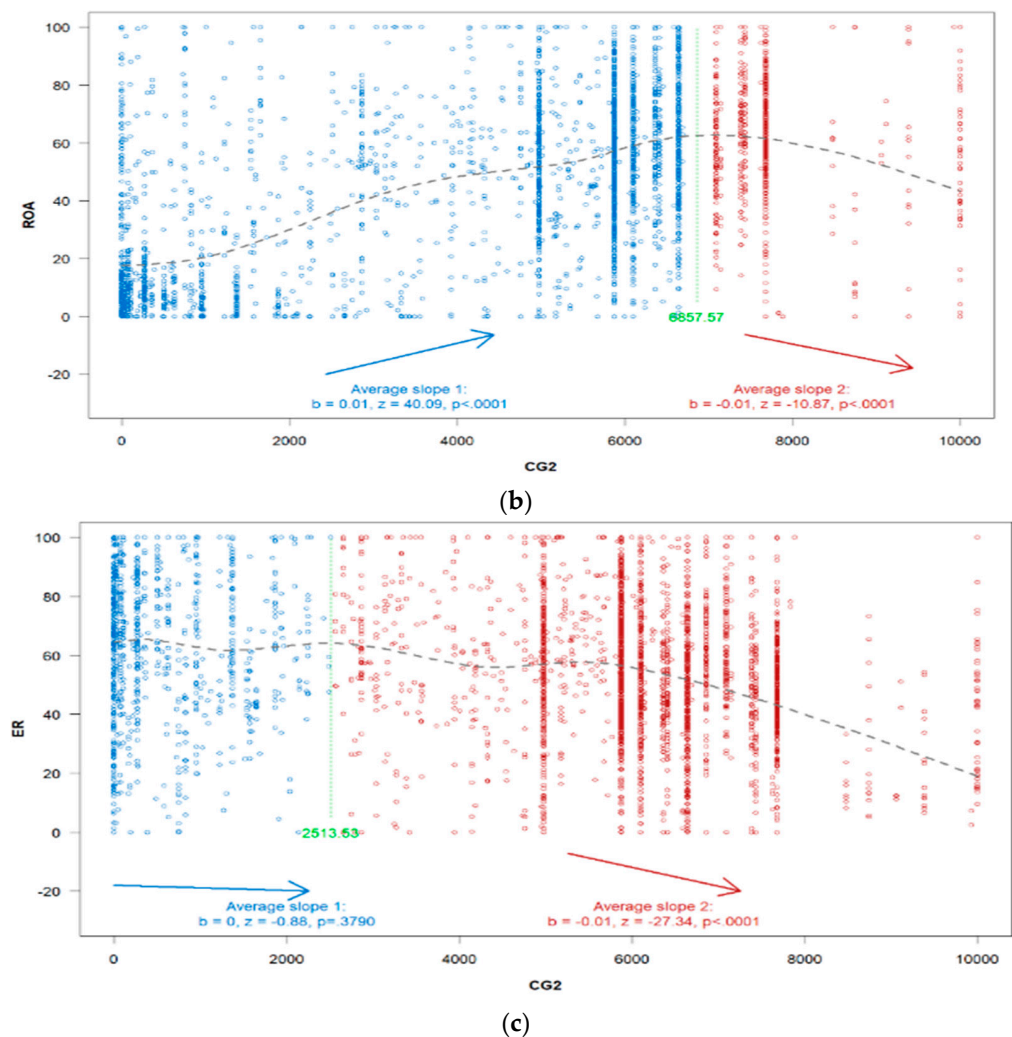 100
80
60
40
20
0
-20
ROA
6857.57
Average slope 1:
b = 0.01, z = 40.09, p<.0001
Average slope 2:
b = -0.01, z = -10.87, p<.0001
0 2000 4000 6000 8000 10000
CG2
(b)
100
80
60
40
20
0
-20
ER
2513.53
Average slope 1:
b = 0, z = -0.88, p=.3790
Average slope 2:
b = -0.01, z = -27.34, p<.0001
0 2000 4000 6000 8000 10000
CG2
(c)